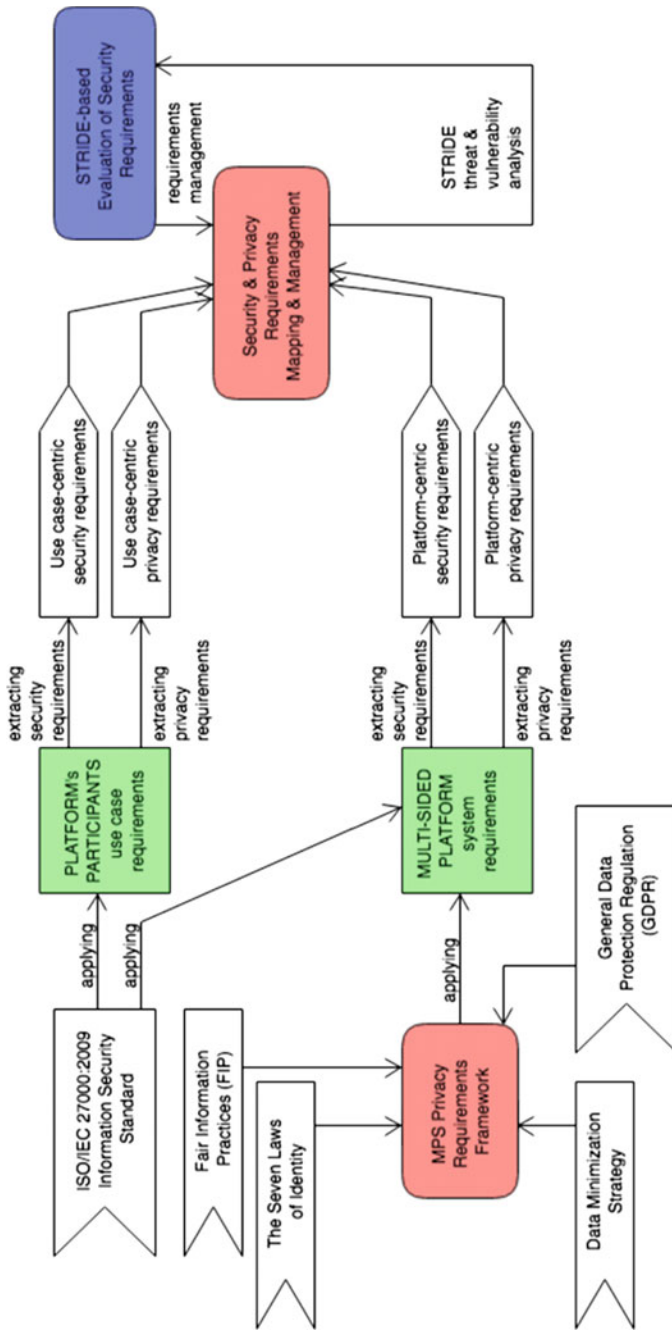 ISO/IEC 27000:2009
Information Security
Standard
applying
applying
PLATFORM's
PARTICIPANTS
use case
requirements
extracting
security
requirements
extracting
privacy
requirements
Use case-centric
security requirements
Use case-centric
privacy requirements
STRIDE-based
Evaluation of Security
Requirements
requirements
management
Security & Privacy
Requirements
Mapping & Management
STRIDE
threat &
vulnerability
analysis
Fair Information
Practices (FIP)
The Seven Laws
of Identity
MPS Privacy
Requirements
Framework
applying
MULTI-SIDED
PLATFORM
system
requirements
extracting
security
requirements
extracting
privacy
requirements
Platform-centric
security requirements
Platform-centric
privacy requirements
Data Minimization
Strategy
General Data
Protection Regulation
(GDPR)